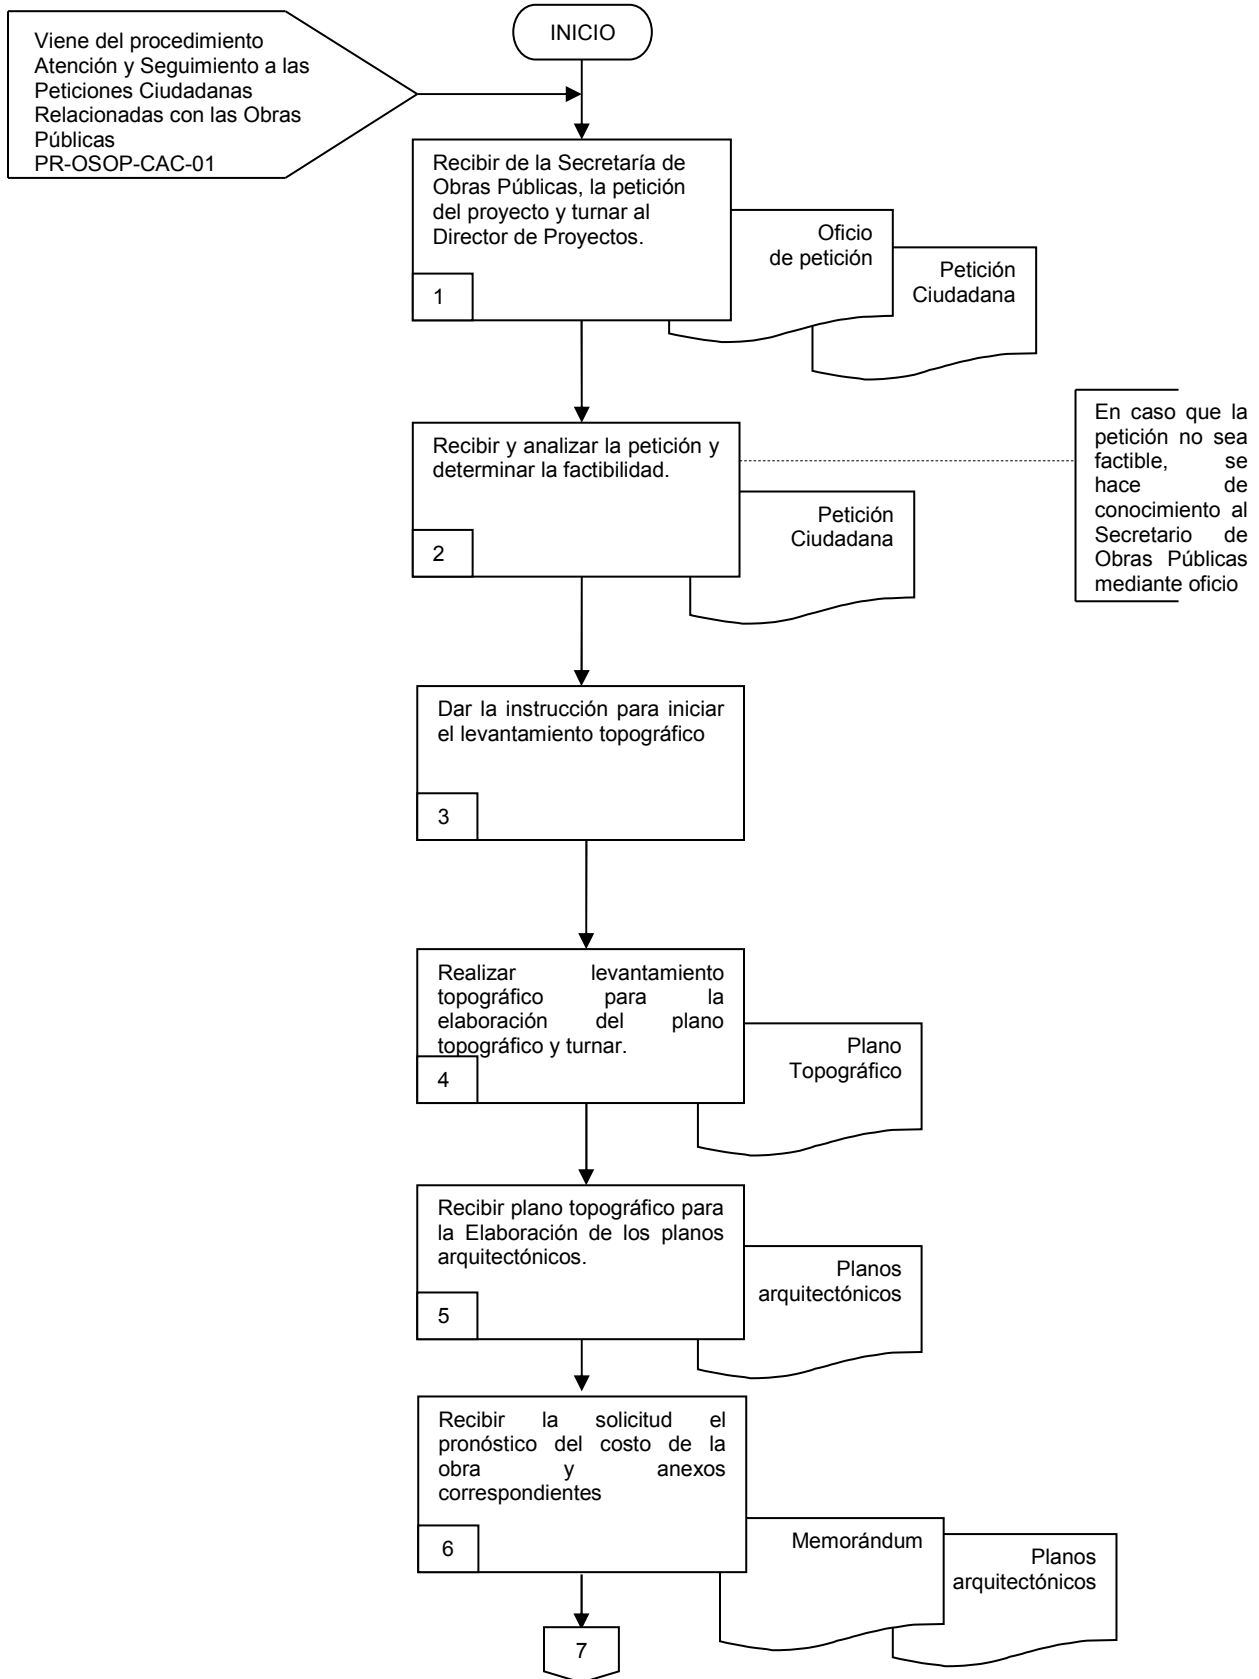 Viene del procedimiento
Atención y Seguimiento a las
Peticiones Ciudadanas
Relacionadas con las Obras
Públicas
PR-OSOP-CAC-01
INICIO
Recibir de la Secretaría de
Obras Públicas, la petición
del proyecto y turnar al
Director de Proyectos.
1
Oficio
de petición
Petición
Ciudadana
Recibir y analizar la petición y
determinar la factibilidad.
2
Petición
Ciudadana
En caso que la
petición no sea
factible, se
hace de
conocimiento al
Secretario de
Obras Públicas
mediante oficio
Dar la instrucción para iniciar
el levantamiento topográfico
3
Realizar levantamiento
topográfico para la
elaboración del plano
topográfico y turnar.
4
Plano
Topográfico
Recibir plano topográfico para
la Elaboración de los planos
arquitectónicos.
5
Planos
arquitectónicos
Recibir la solicitud el
pronóstico del costo de la
obra y anexos
correspondientes
6
Memorándum
Planos
arquitectónicos
7